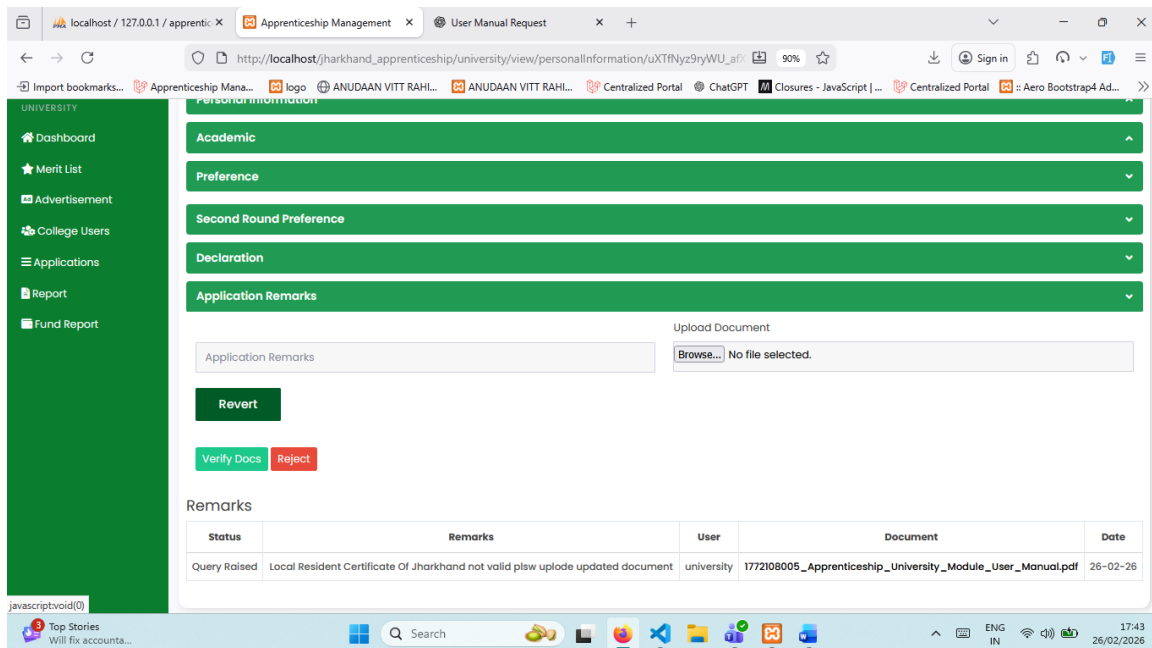 localhost / 127.0.0.1 / apprentic
Apprenticeship Management
User Manual Request
http://localhost/jharkhand_apprenticeship/university/view/personalInformation/uXTfNyz9ryWU_af
90%
Sign in
Import bookmarks...
Apprenticeship Mana...
logo
ANUDAAN VITT RAHI...
ANUDAAN VITT RAHI...
Centralized Portal
ChatGPT
Closures - JavaScript | ...
Centralized Portal
:: Aero Bootstrap4 Ad...
UNIVERSITY
Dashboard
Merit List
Advertisement
College Users
Applications
Report
Fund Report
Personal Information
Academic
Preference
Second Round Preference
Declaration
Application Remarks
Upload Document
Application Remarks
Browse... No file selected.
Revert
Verify Docs Reject
Remarks
Status Remarks User Document Date
Query Raised Local Resident Certificate Of Jharkhand not valid plsw uplode updated document university 1772108005_Apprenticeship_University_Module_User_Manual.pdf 26-02-26
javascript:void(0)
3
Top Stories
Will fix accounta...
Search
ENG
IN
17:43
26/02/2026